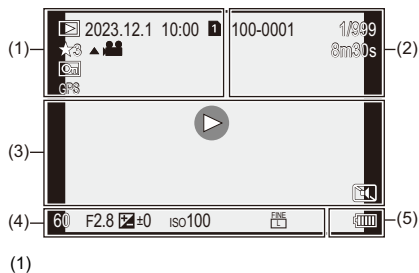 2023.12.1 10:00 1 100-0001 1/999
(1) ★3 8m30s (2)
GPS
(3)
(4) 60 F2.8 ±0 ISO100 FINE L (5)
(1)